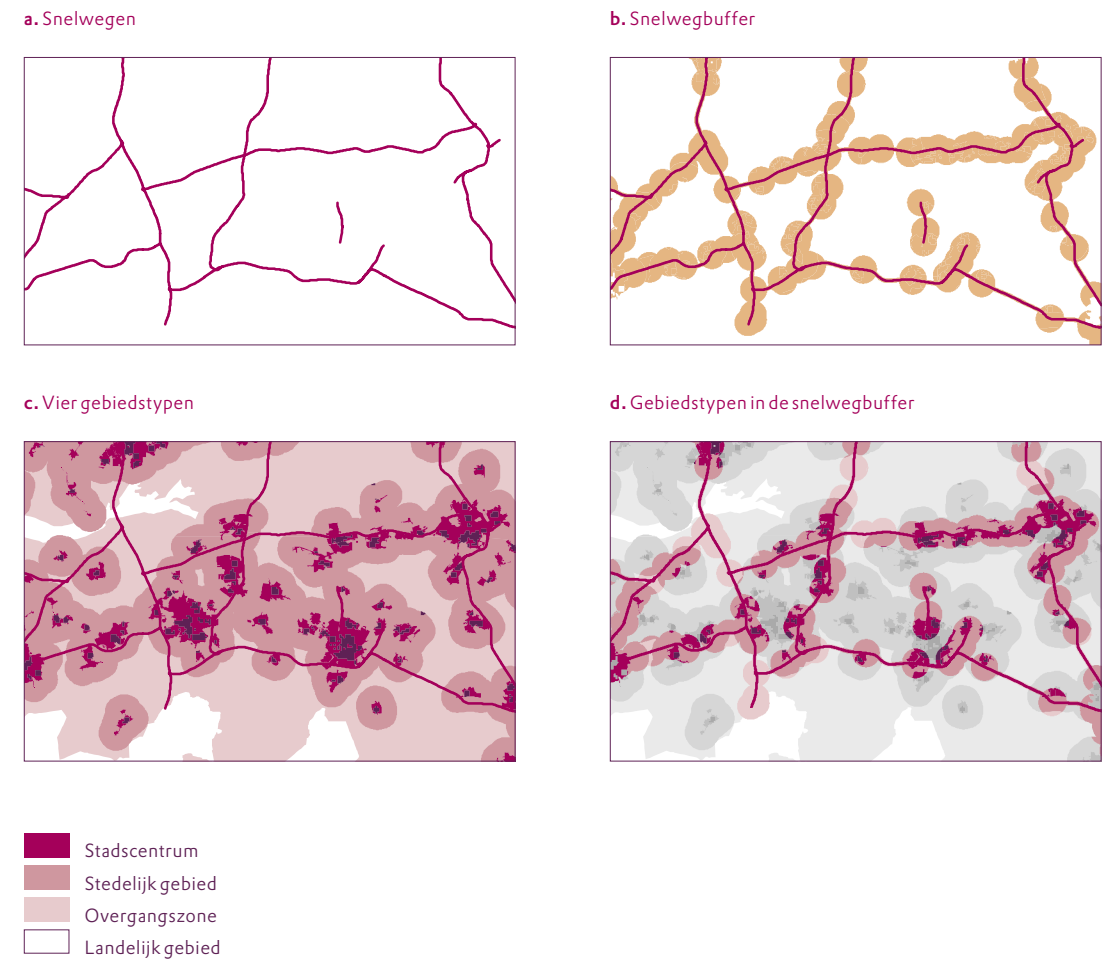 a. Snelwegen
b. Snelwegbuffer
c. Vier gebiedstypen
d. Gebiedstypen in de snelwegbuffer
Stadscentrum
Stedelijk gebied
Overgangszone
Landelijk gebied